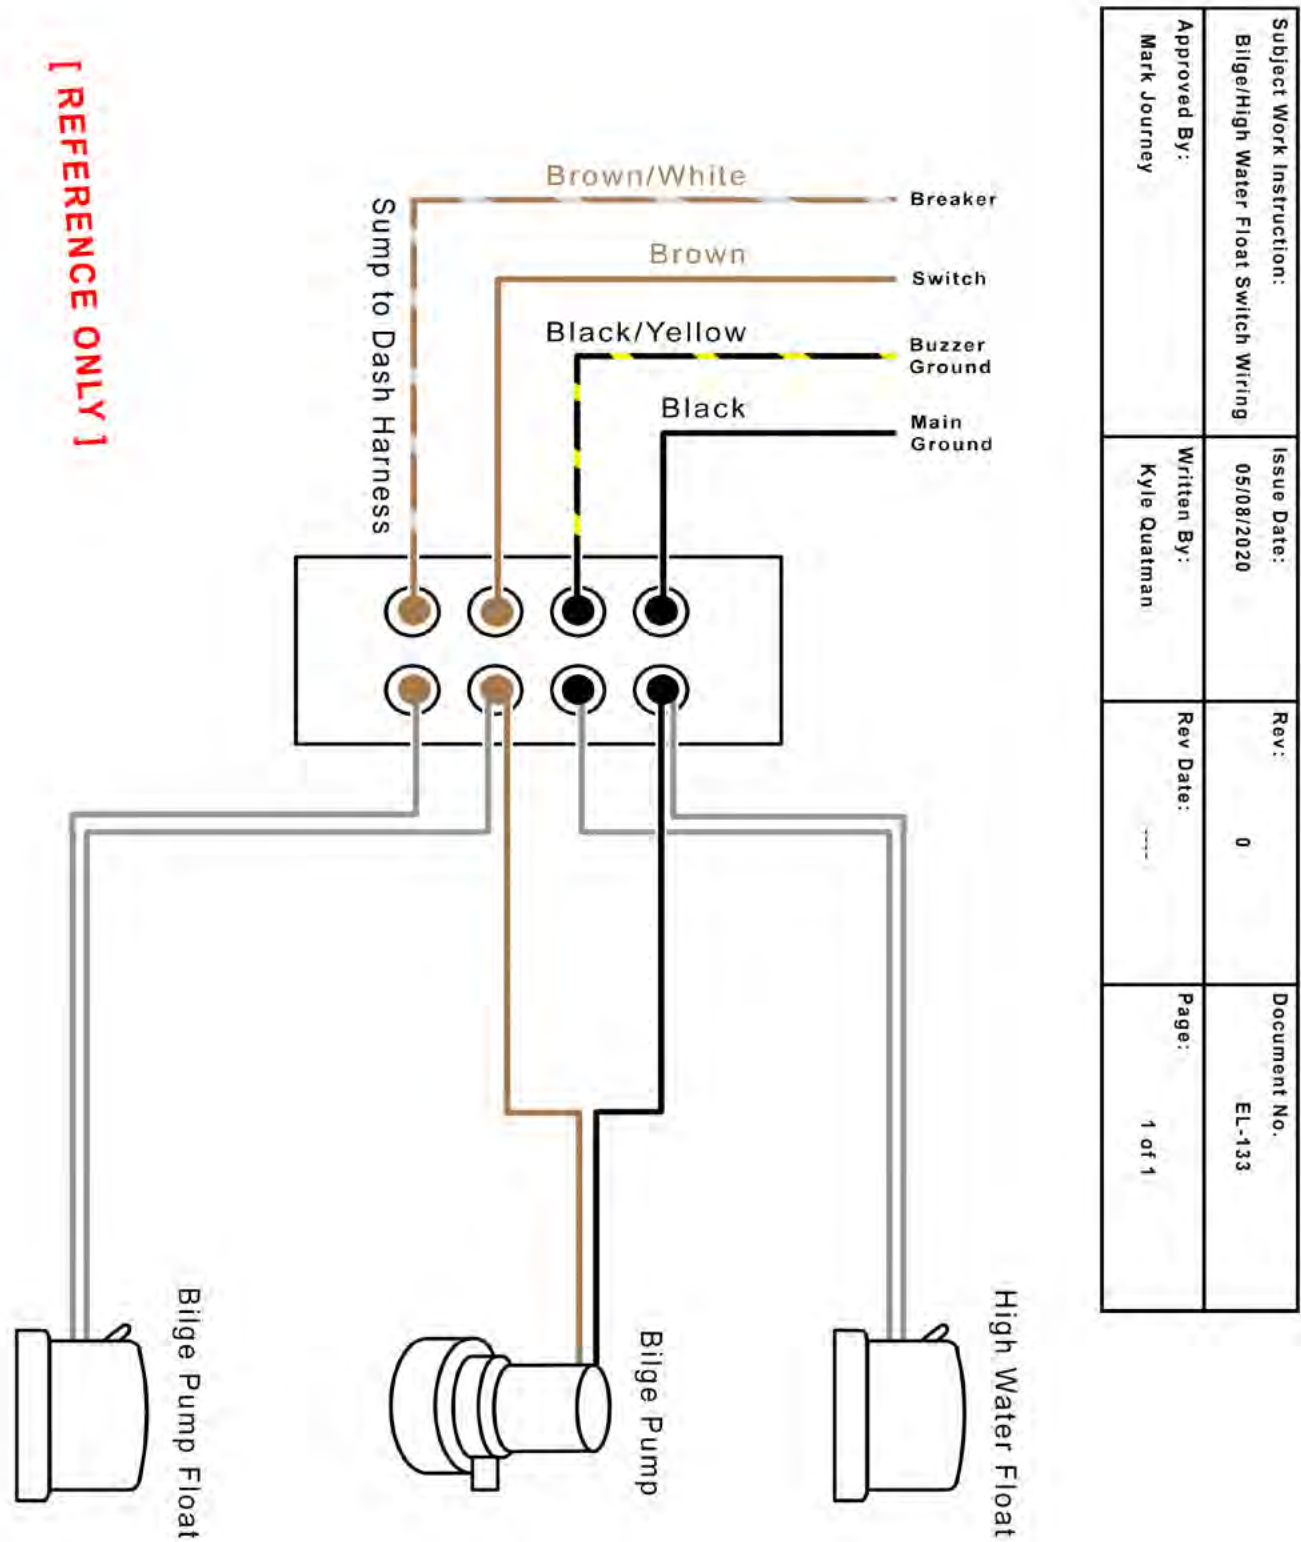 Subject Work Instruction:
Bilge/High Water Float Switch Wiring
Issue Date:
05/08/2020
Rev:
0
Document No.
EL-133
Approved By:
Mark Journey
Written By:
Kyle Quatman
Rev Date:
----
Page:
1 of 1
[ REFERENCE ONLY ]
Sump to Dash Harness
Brown/White
Breaker
Brown
Switch
Black/Yellow
Buzzer
Ground
Black
Main
Ground
High Water Float
Bilge Pump
Bilge Pump Float